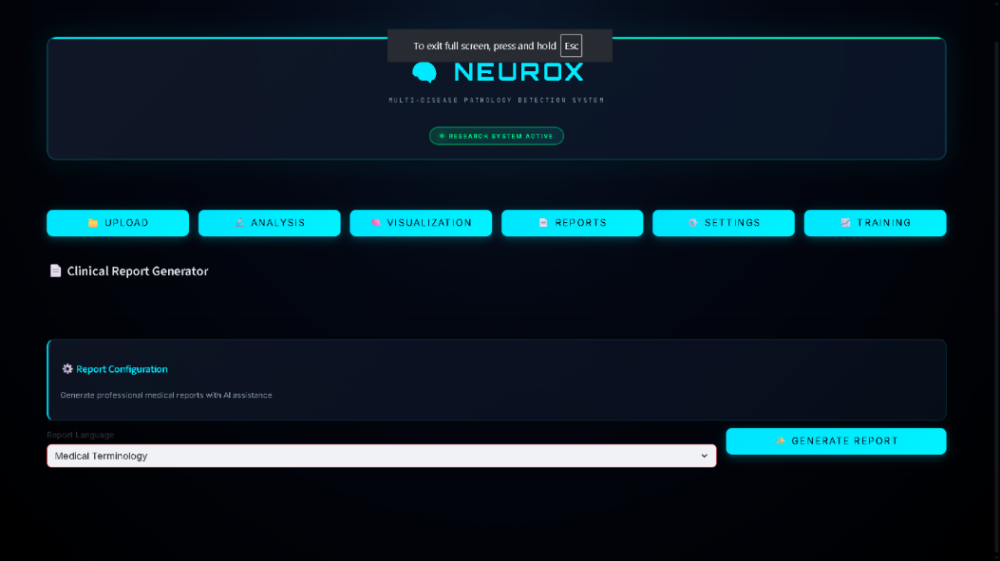 To exit full screen, press and hold Esc
NEUROX
MULTI-DISEASE PATHOLOGY DETECTION SYSTEM
RESEARCH SYSTEM ACTIVE
UPLOAD
ANALYSIS
VISUALIZATION
REPORTS
SETTINGS
TRAINING
Clinical Report Generator
Report Configuration
Generate professional medical reports with AI assistance
Report Language
GENERATE REPORT
Medical Terminology